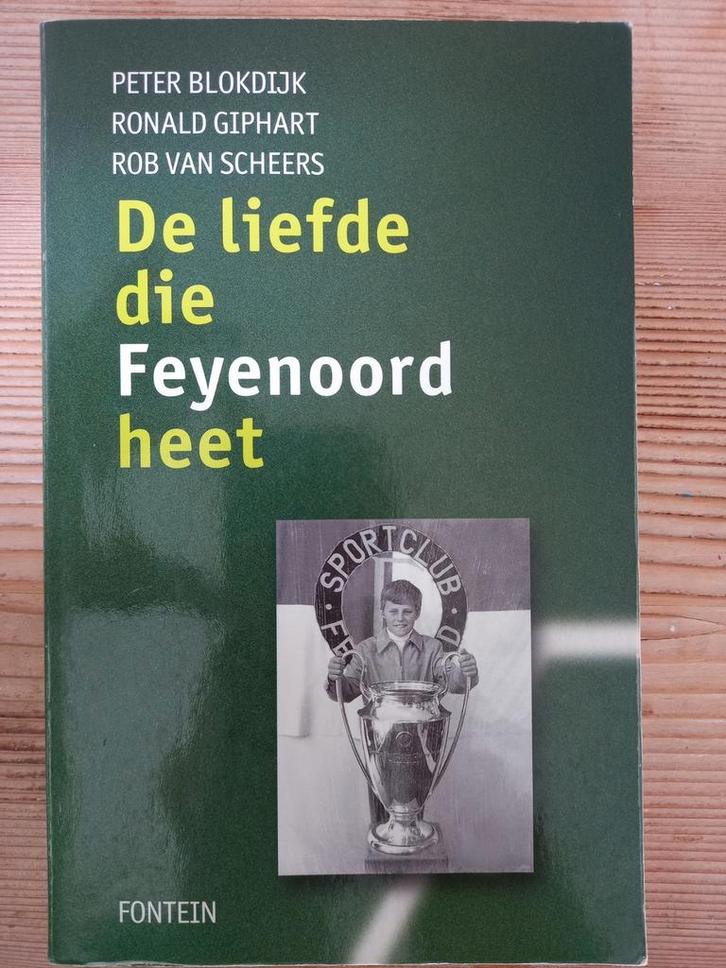 PETER BLOKDIJK
RONALD GIPHART
ROB VAN SCHEERS
De liefde
die
Feyenoord
heet
· SPORTCLUB ·
FONTEIN